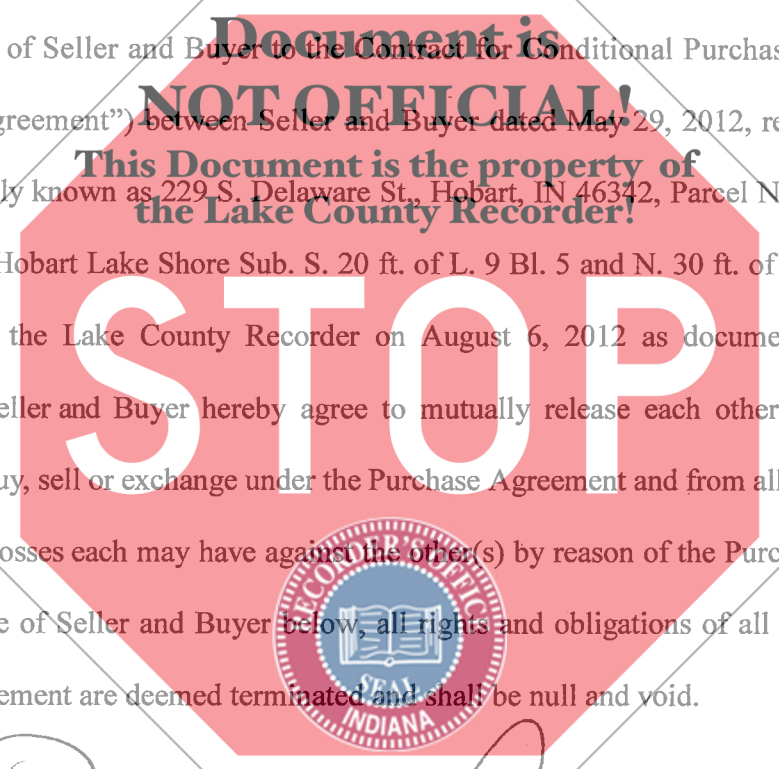 Document is
of Seller and Buyer to the Contract for Conditional Purchas
NOT OFFICIAL!
greement") between Seller and Buyer dated May 29, 2012, re
This Document is the property of
ly known as 229 S. Delaware St., Hobart, IN 46342, Parcel N
the Lake County Recorder!
Hobart Lake Shore Sub. S. 20 ft. of L. 9 Bl. 5 and N. 30 ft. of
the Lake County Recorder on August 6, 2012 as docume
eller and Buyer hereby agree to mutually release each other
STOP
uy, sell or exchange under the Purchase Agreement and from all
osses each may have against the other(s) by reason of the Purc
RECORDER'S OFFICE
e of Seller and Buyer below, all rights and obligations of all
SEAL
ement are deemed terminated and shall be null and void.
INDIANA